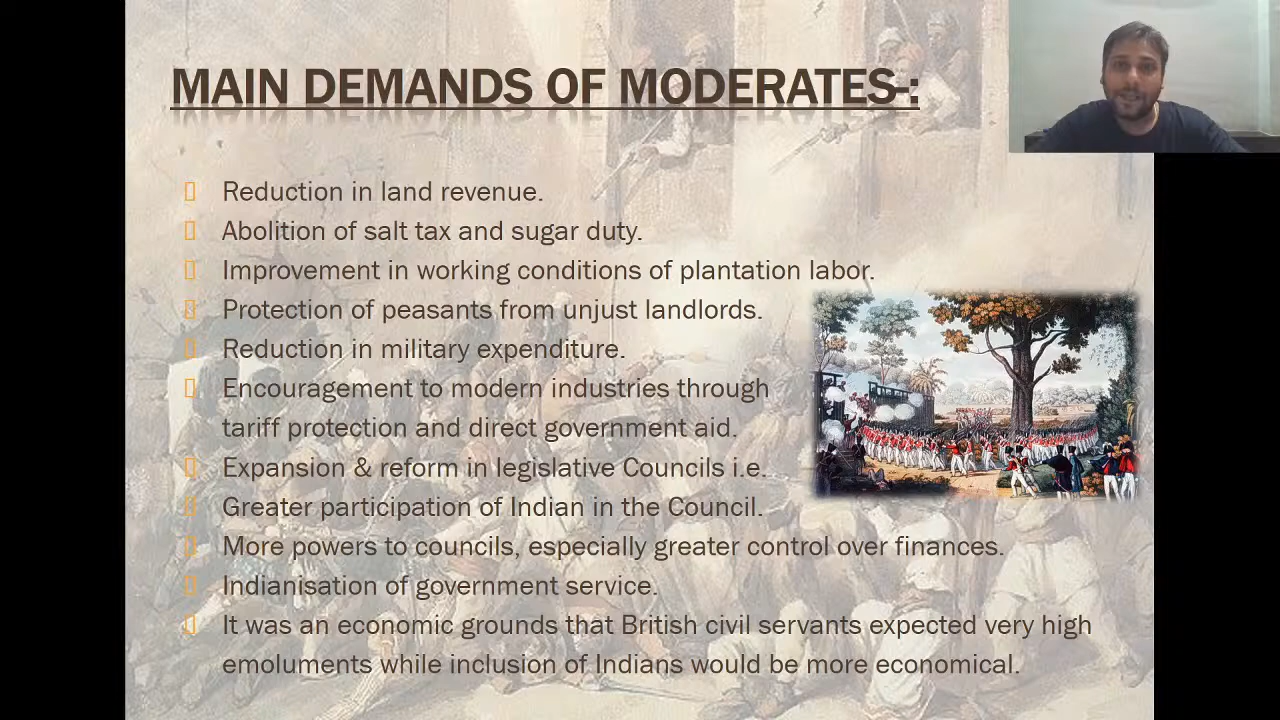 MAIN DEMANDS OF MODERATES-:
Reduction in land revenue.
Abolition of salt tax and sugar duty.
Improvement in working conditions of plantation labor.
Protection of peasants from unjust landlords.
Reduction in military expenditure.
Encouragement to modern industries through
tariff protection and direct government aid.
Expansion & reform in legislative Councils i.e.
Greater participation of Indian in the Council.
More powers to councils, especially greater control over finances.
Indianisation of government service.
It was an economic grounds that British civil servants expected very high
emoluments while inclusion of Indians would be more economical.